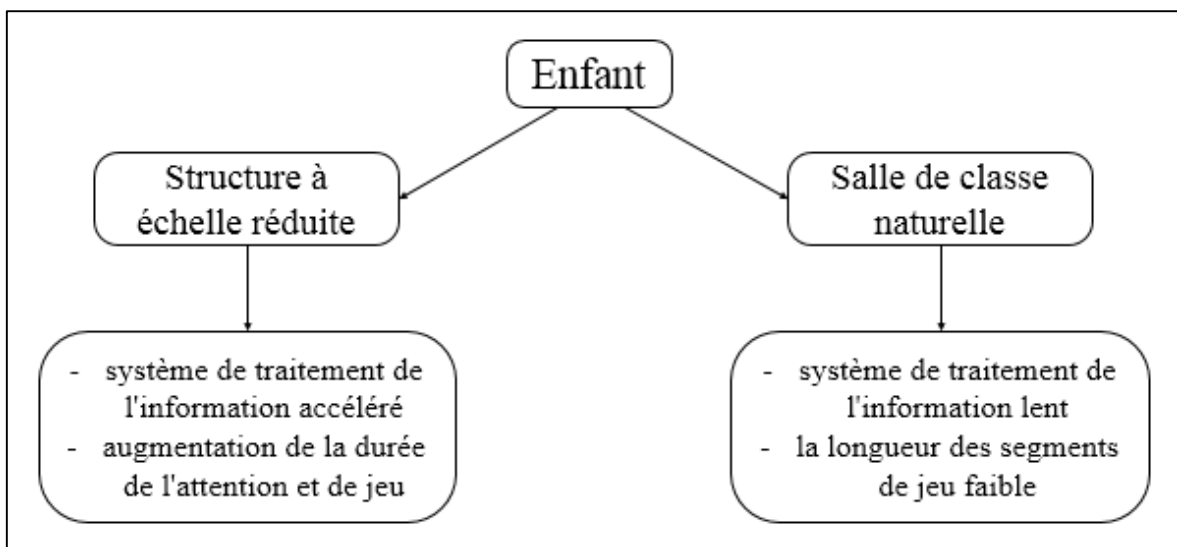 Enfant
Structure à
échelle réduite
Salle de classe
naturelle
- système de traitement de
l'information accéléré
- augmentation de la durée
de l'attention et de jeu
- système de traitement de
l'information lent
- la longueur des segments
de jeu faible